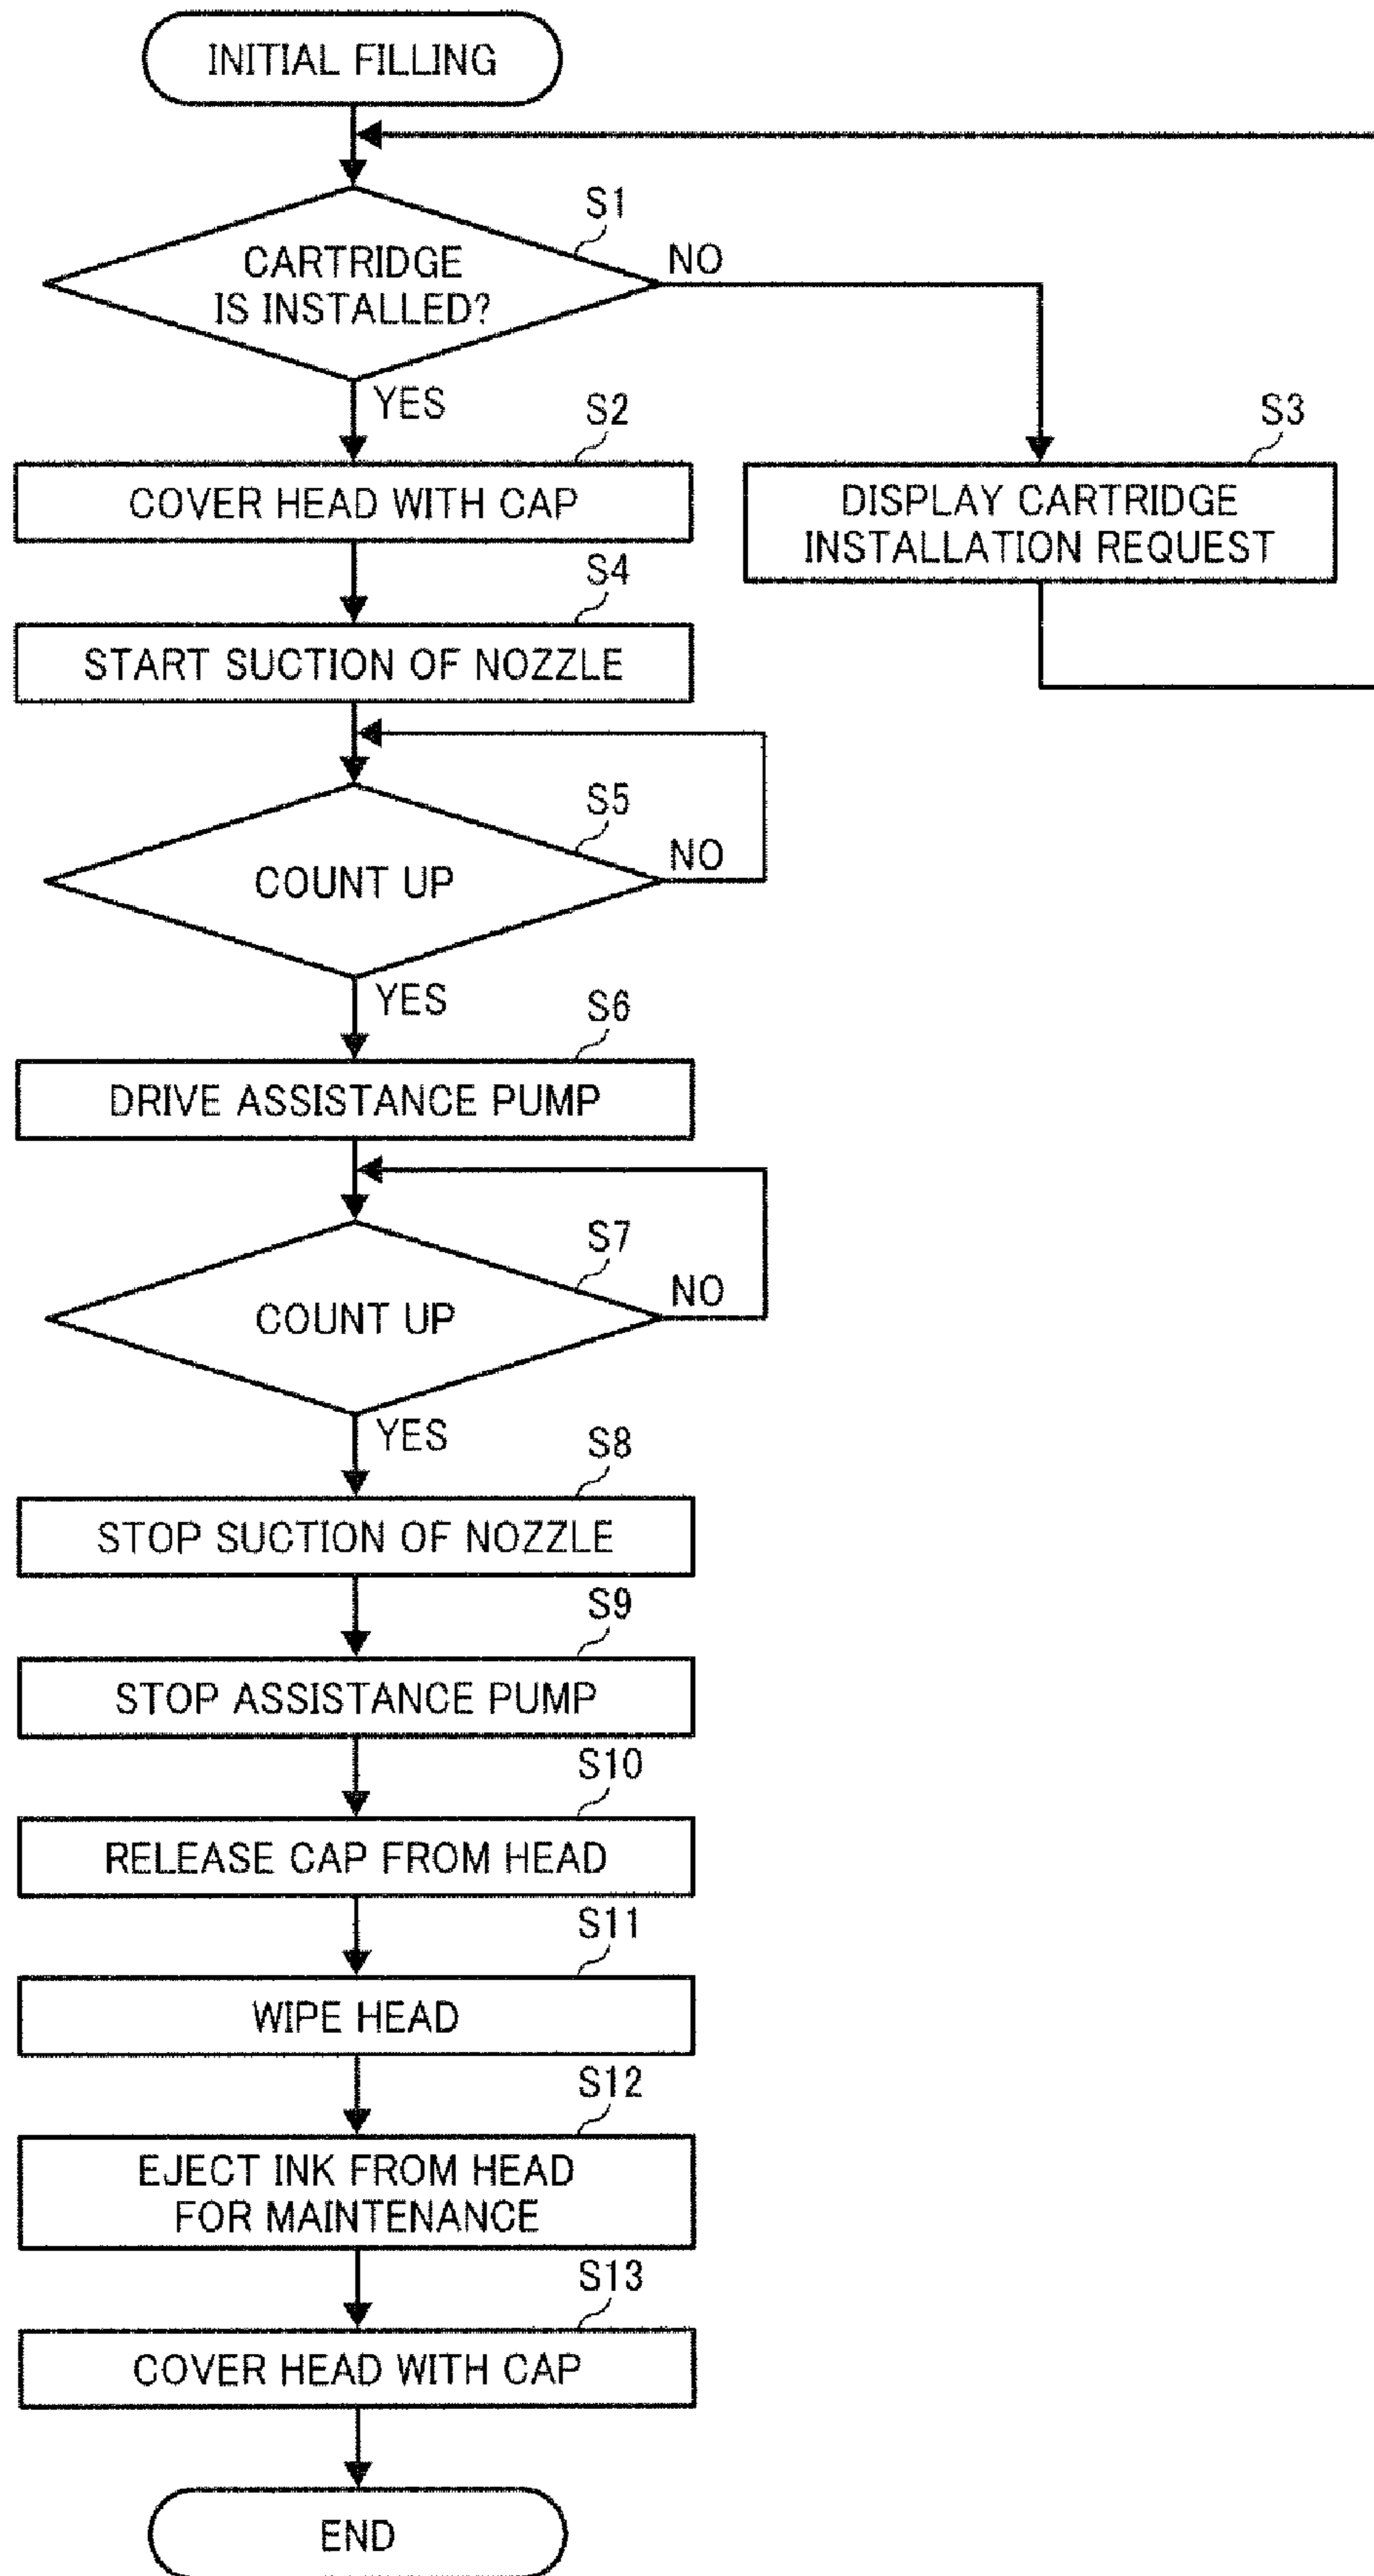 INITIAL FILLING
S1
CARTRIDGE
IS INSTALLED?
NO
YES
S2
COVER HEAD WITH CAP
S3
DISPLAY CARTRIDGE
INSTALLATION REQUEST
S4
START SUCTION OF NOZZLE
S5
COUNT UP
NO
YES
S6
DRIVE ASSISTANCE PUMP
S7
COUNT UP
NO
YES
S8
STOP SUCTION OF NOZZLE
S9
STOP ASSISTANCE PUMP
S10
RELEASE CAP FROM HEAD
S11
WIPE HEAD
S12
EJECT INK FROM HEAD
FOR MAINTENANCE
S13
COVER HEAD WITH CAP
END